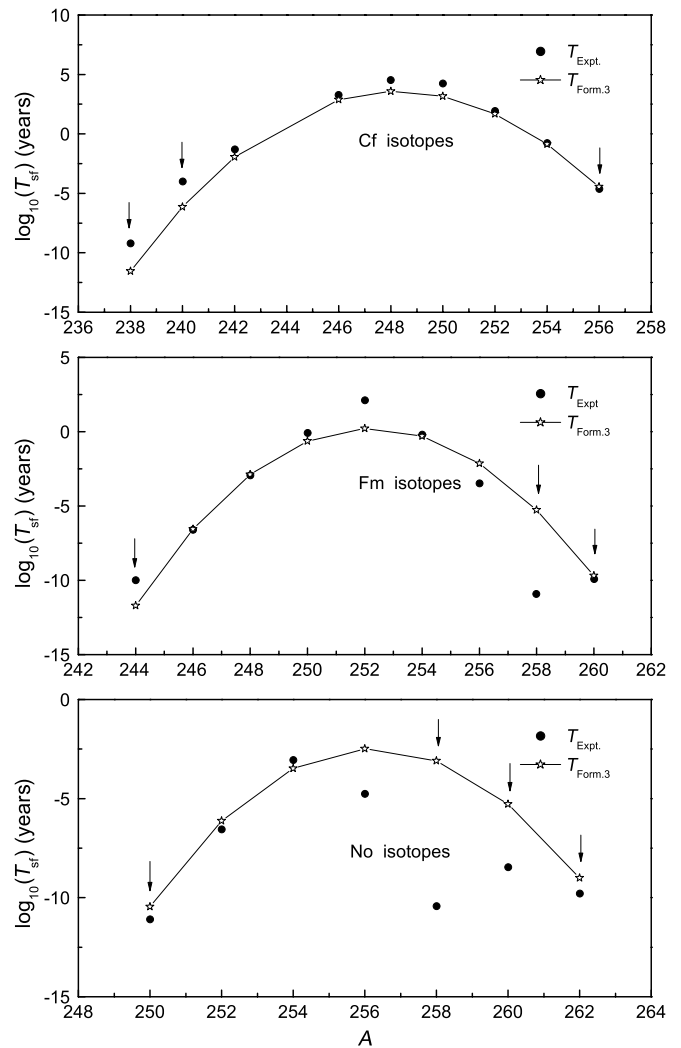 10
5
0
-5
-10
-15
log10(Tsf) (years)
TExpt.
TForm.3
Cf isotopes
236 238 240 242 244 246 248 250 252 254 256 258
5
0
-5
-10
-15
log10(Tsf) (years)
TExpt
TForm.3
Fm isotopes
242 244 246 248 250 252 254 256 258 260 262
0
-5
-10
-15
log10(Tsf) (years)
TExpt.
TForm.3
No isotopes
248 250 252 254 256 258 260 262 264
A